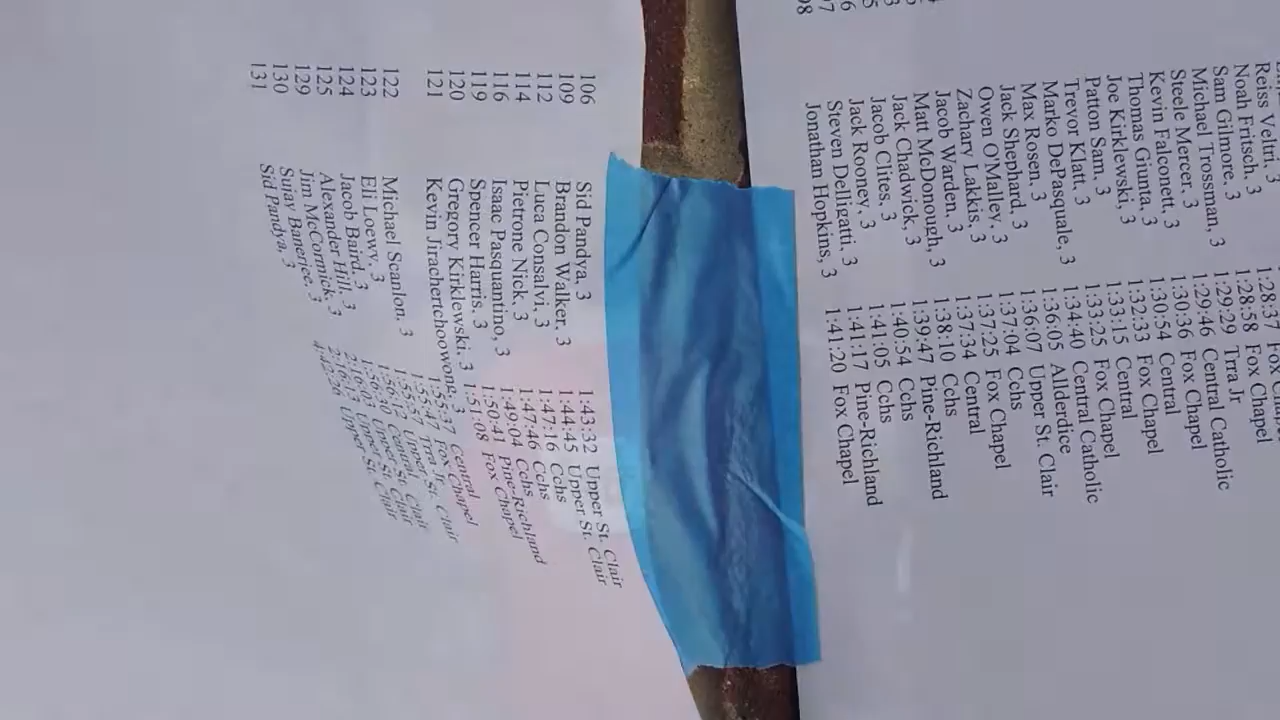 Reiss Veltri, 3
Noah Fritsch, 3 1:28:37 Fox
Sam Gilmore, 3 1:28:58 Fox Chapel
Michael Trossman, 3 1:29:29 Trra Jr
Steele Mercer, 3 1:29:46 Central Catholic
Kevin Falconett, 3 1:30:36 Fox Chapel
Thomas Giunta, 3 1:30:54 Central
Joe Kirklewski, 3 1:32:33 Fox Chapel
Patton Sam, 3 1:33:15 Central
Trevor Klatt, 3 1:33:25 Fox Chapel
Marko DePasquale, 3 1:34:40 Central Catholic
Max Rosen, 3 1:36:05 Allderdice
Jack Shephard, 3 1:36:07 Upper St. Clair
Owen O'Malley, 3 1:37:04 Cchs
Zachary Lakis, 3 1:37:25 Fox Chapel
Jacob Warden, 3 1:37:34 Central
Matt McDonough, 3 1:38:10 Cchs
Jack Chadwick, 3 1:39:47 Pine-Richland
Jacob Clites, 3 1:40:54 Cchs
Jack Rooney, 3 1:41:05 Cchs
Steven Delligatti, 3 1:41:17 Pine-Richland
98 Jonathan Hopkins, 3 1:41:20 Fox Chapel
106 Sid Pandya, 3 1:43:32 Upper St. Clair
109 Brandon Walker, 3 1:44:45 Upper St. Clair
112 Luca Consalvi, 3 1:47:16 Cchs
114 Pietrone Nick, 3 1:47:46 Cchs
116 Isaac Pasquantino, 3 1:49:04 Pine-Richland
119 Spencer Harris, 3 1:50:41 Fox Chapel
120 Gregory Kirklewski, 3 1:51:08
121 Kevin Jirachertchoowong, 3
122 Michael Scanlon, 3
123 Eli Loewy, 3
124 Jacob Baird, 3
125 Alexander Hill, 3
129 Jim McCormick, 3
130 Sujay Banerjee, 3
131 Sid Pandya, 3